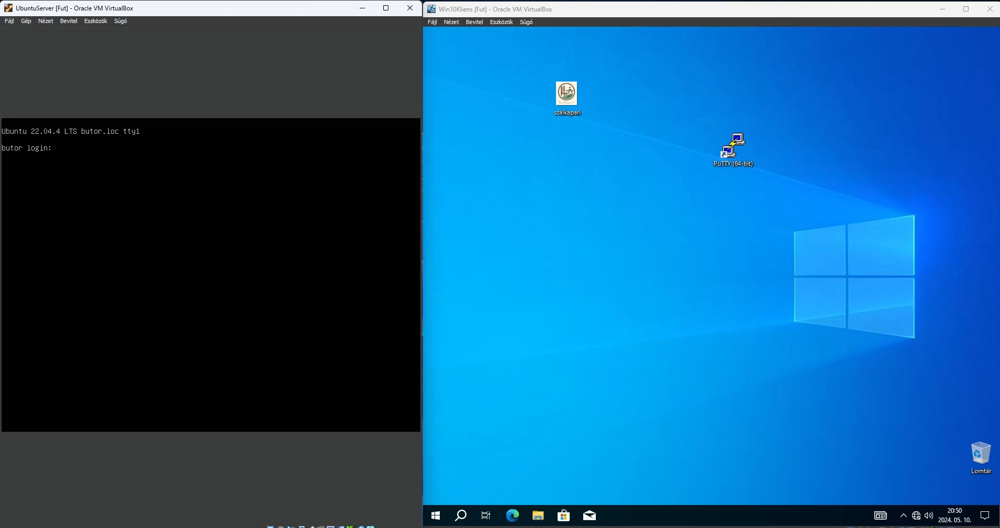 UbuntuServer [Fut] - Oracle VM VirtualBox
Fájl Gép Nézet Bevitel Eszközök Súgó
Ubuntu 22.04.4 LTS butor.loc tty1
butor login:
Win10Kliens [Fut] - Oracle VM VirtualBox
Fájl Nézet Bevitel Eszközök Súgó
szalkapari
PuTTY (64-bit)
Lomtár
20:50
2024. 05. 10.